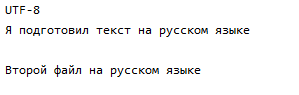 UTF-8
Я подготовил текст на русском языке
Второй файл на русском языке